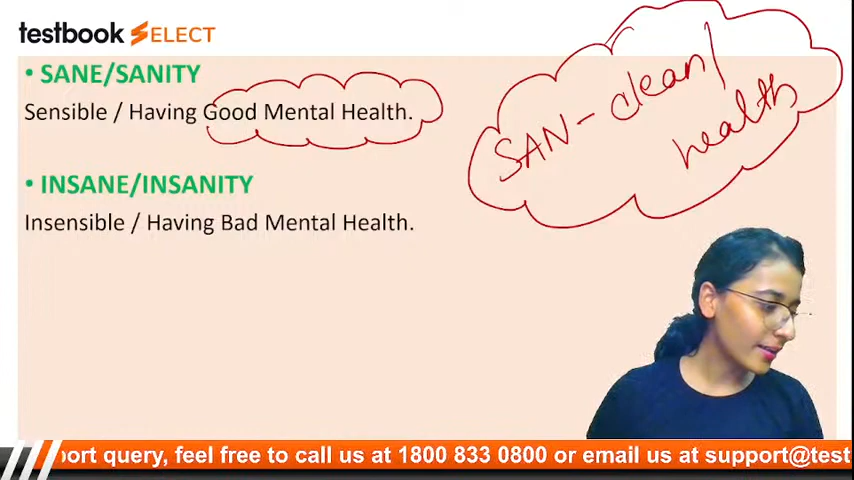 testbook SELECT
• SANE/SANITY
Sensible / Having Good Mental Health.
SAN- clean/
health
• INSANE/INSANITY
Insensible / Having Bad Mental Health.
port query, feel free to call us at 1800 833 0800 or email us at support@test